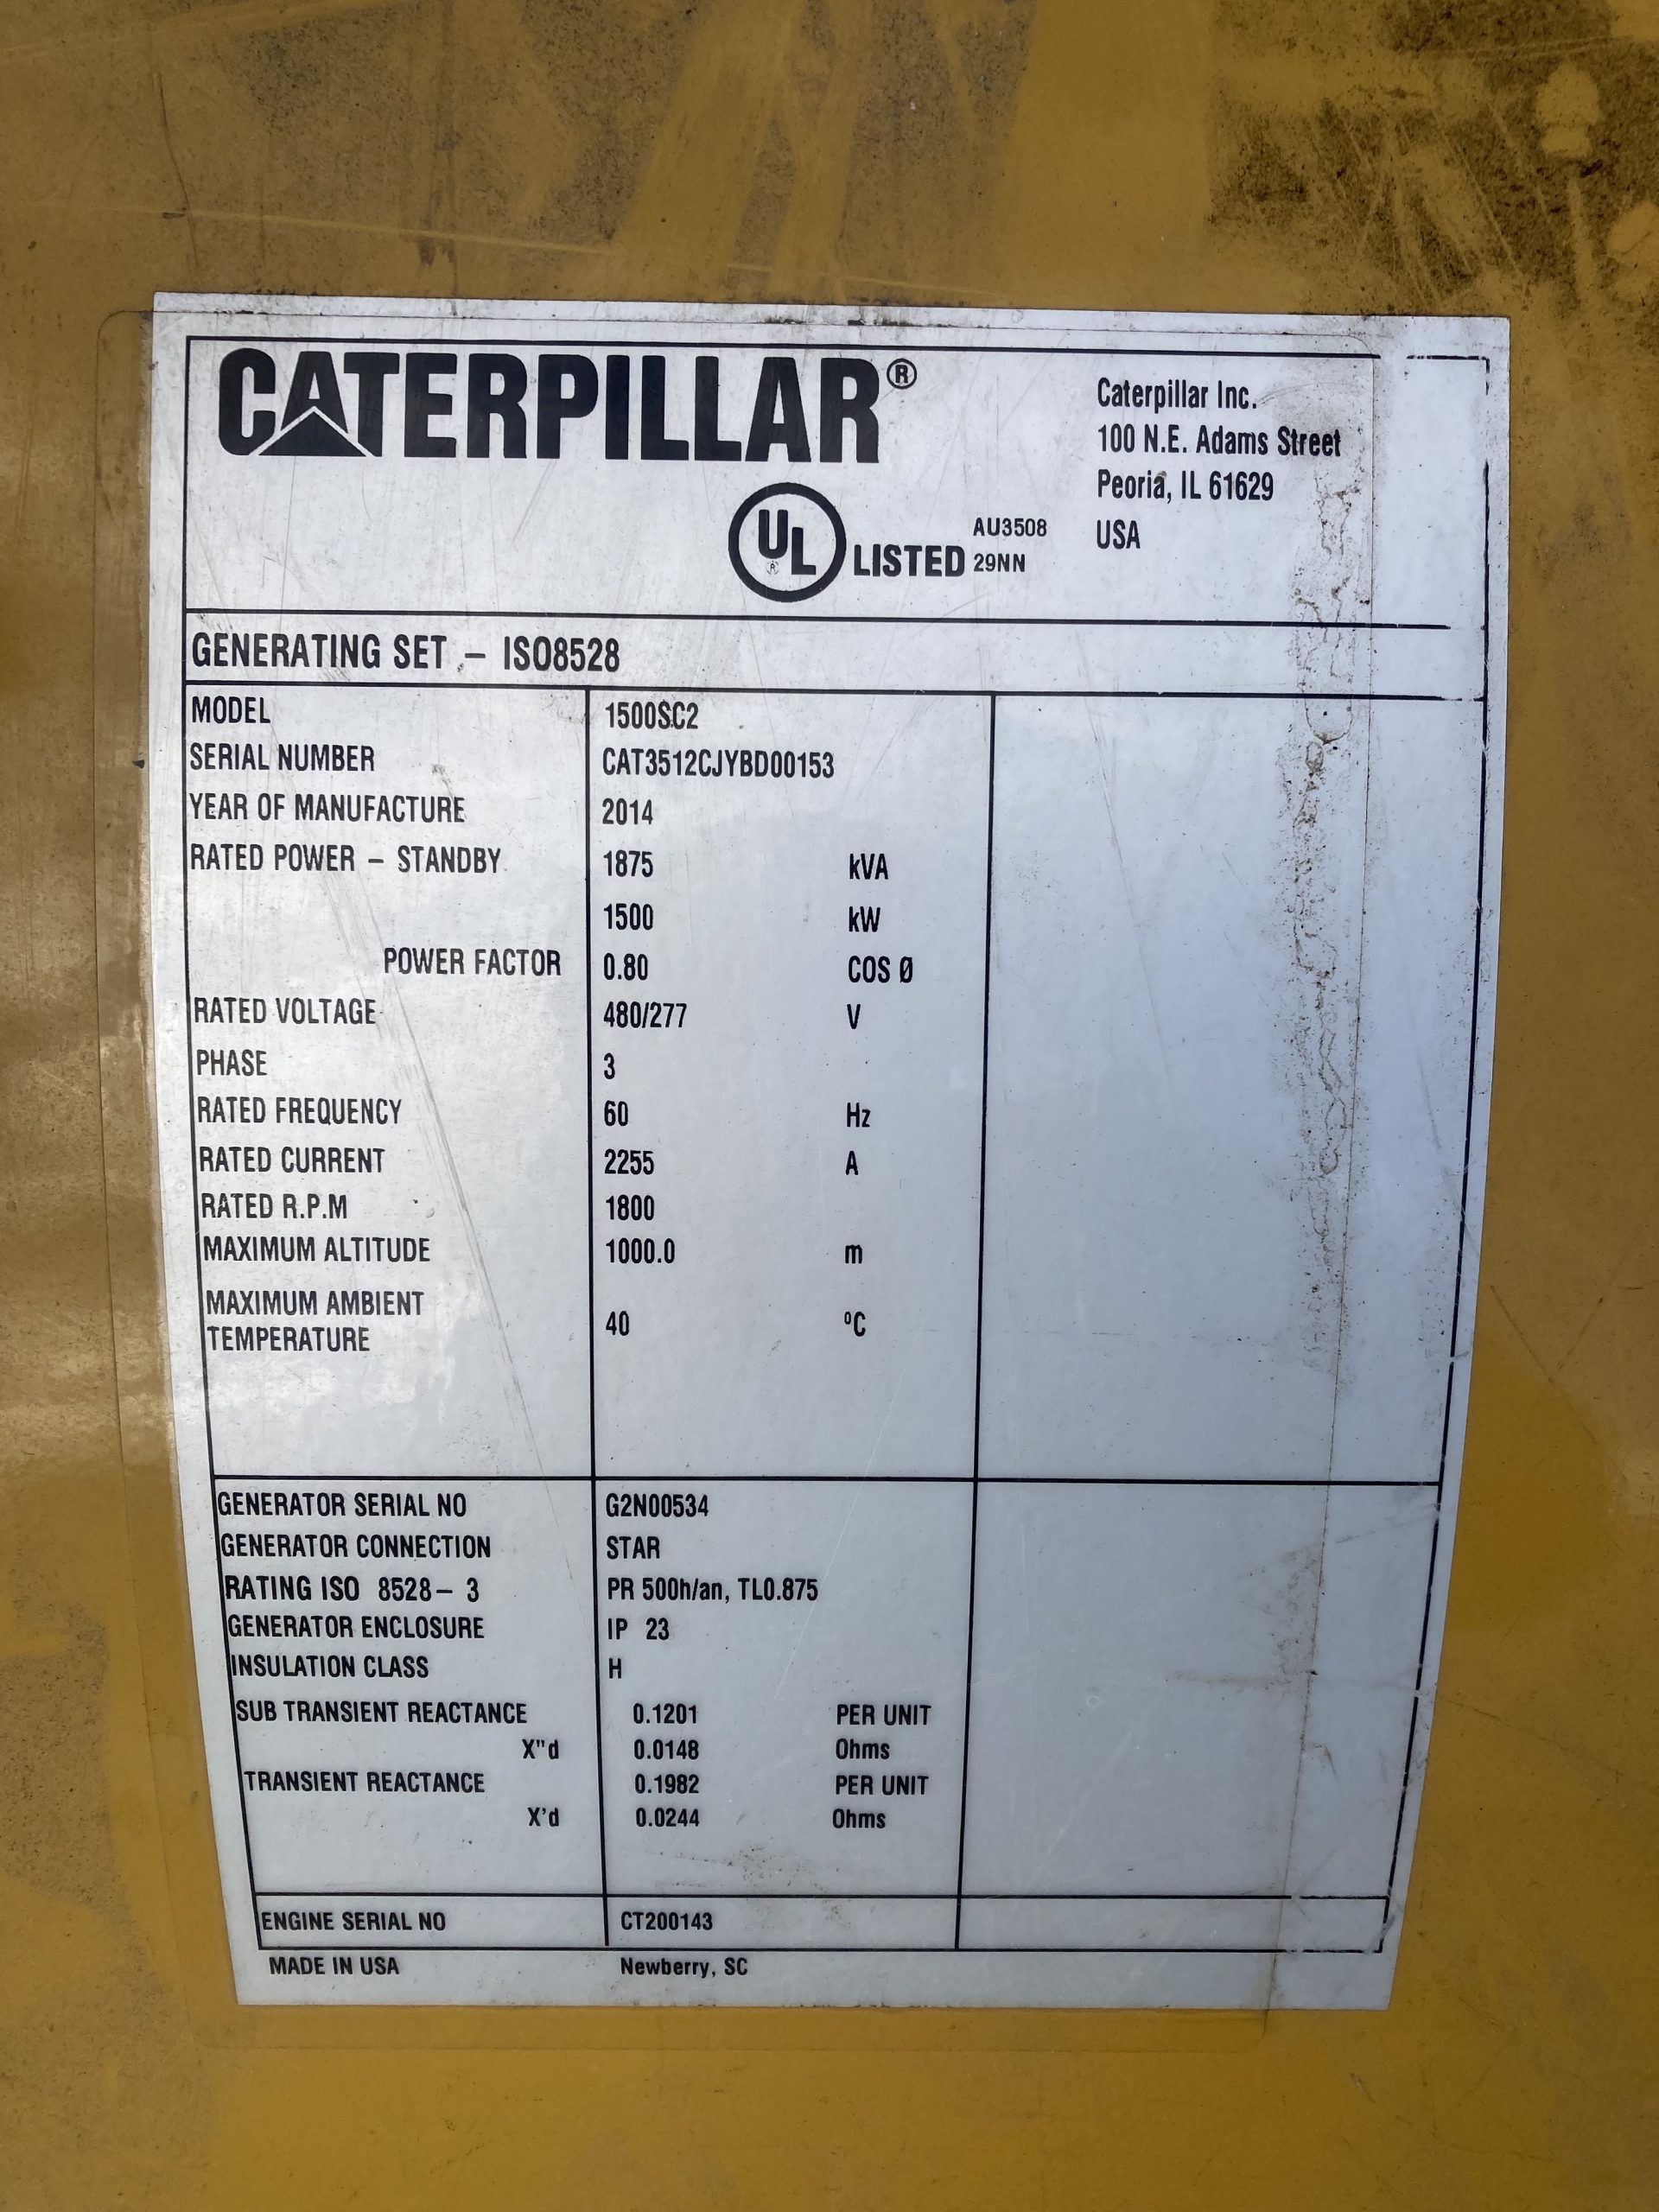 CATERPILLAR®
Caterpillar Inc.
100 N.E. Adams Street
Peoria, IL 61629
USA
UL LISTED AU3508 29NN
GENERATING SET - ISO8528
MODEL 1500SC2
SERIAL NUMBER CAT3512CJYBD00153
YEAR OF MANUFACTURE 2014
RATED POWER - STANDBY 1875 kVA
1500 kW
POWER FACTOR 0.80 COS Ø
RATED VOLTAGE 480/277 V
PHASE 3
RATED FREQUENCY 60 Hz
RATED CURRENT 2255 A
RATED R.P.M 1800
MAXIMUM ALTITUDE 1000.0 m
MAXIMUM AMBIENT
TEMPERATURE 40 ºC
GENERATOR SERIAL NO G2N00534
GENERATOR CONNECTION STAR
RATING ISO 8528- 3 PR 500h/an, TL0.875
GENERATOR ENCLOSURE IP 23
INSULATION CLASS H
SUB TRANSIENT REACTANCE 0.1201 PER UNIT
X"d 0.0148 Ohms
TRANSIENT REACTANCE 0.1982 PER UNIT
X'd 0.0244 Ohms
ENGINE SERIAL NO CT200143
MADE IN USA Newberry, SC